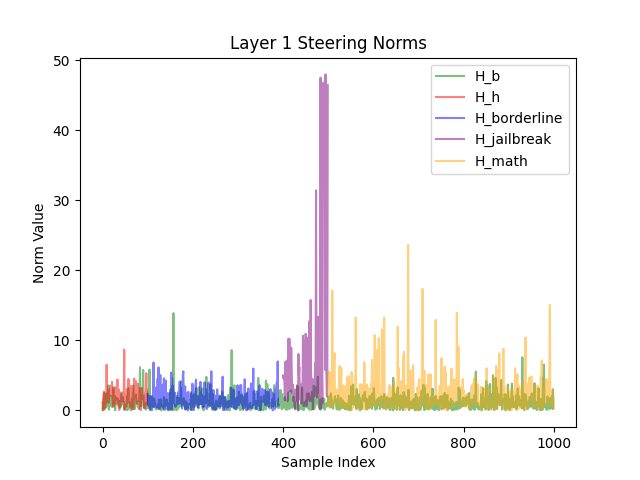 Layer 1 Steering Norms
50
40
30
20
10
0
Norm Value
0
200
400
600
800
1000
Sample Index
H_b
H_h
H_borderline
H_jailbreak
H_math